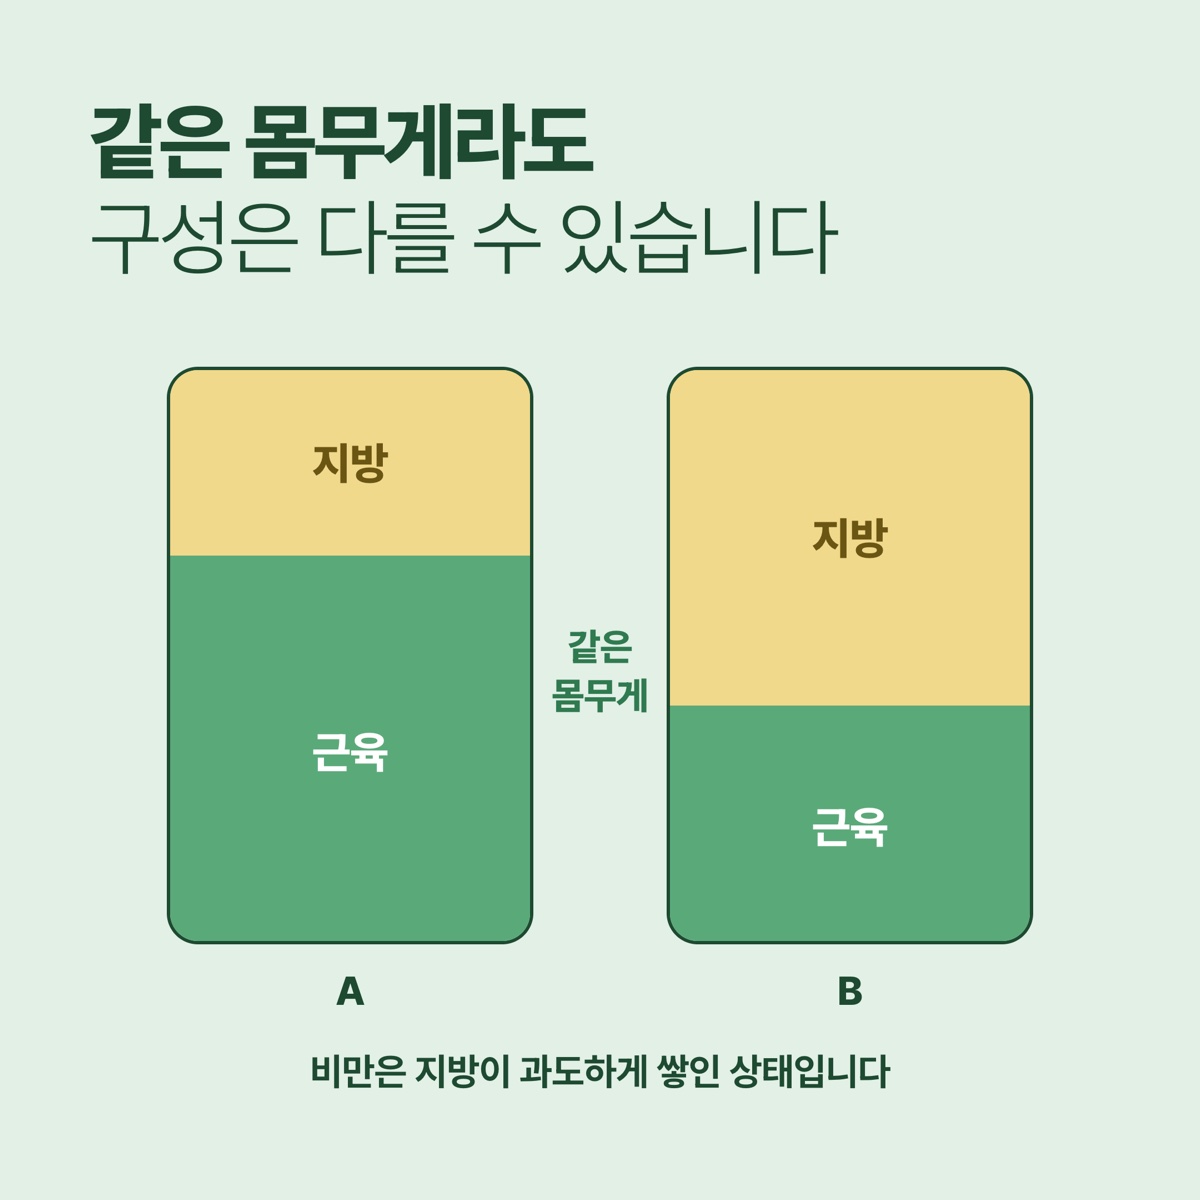 같은 몸무게라도
구성은 다를 수 있습니다
지방
지방
같은
몸무게
근육
근육
A
B
비만은 지방이 과도하게 쌓인 상태입니다